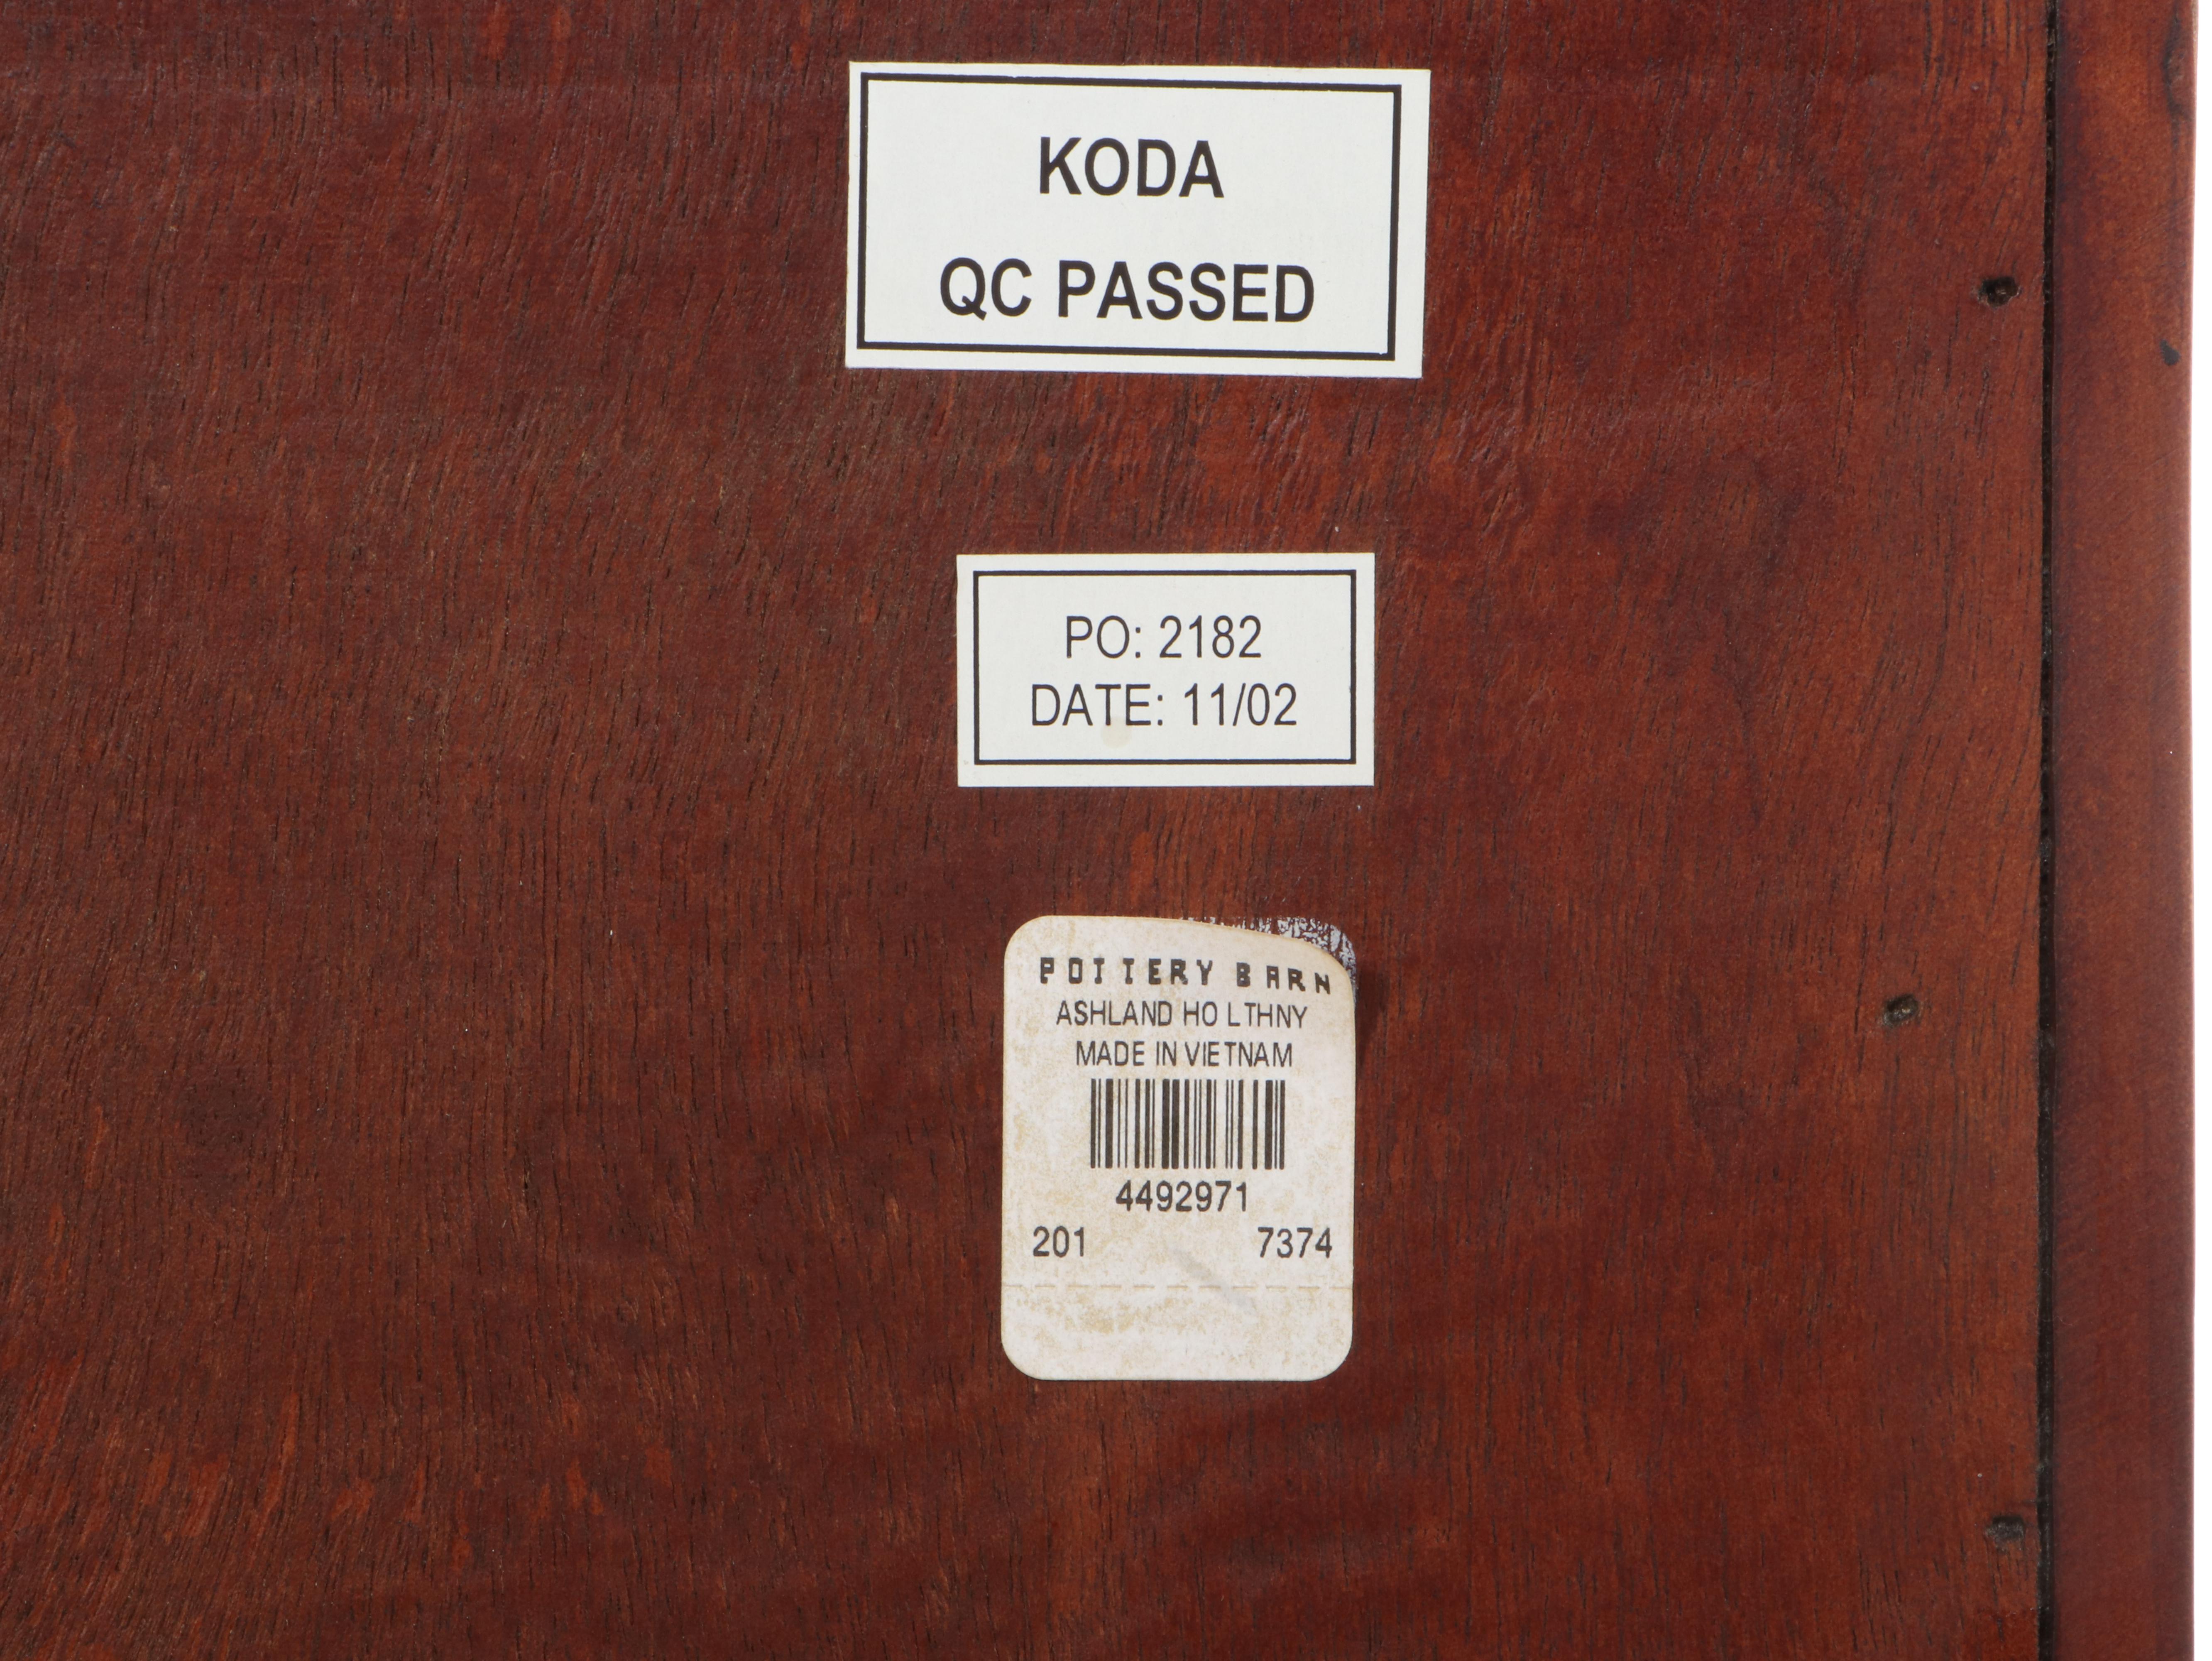 KODA
QC PASSED
PO: 2182
DATE: 11/02
POTTERY BARN
ASHLAND HO LTHNY
MADE IN VIETNAM
4492971
201 7374